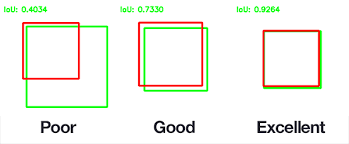 IoU: 0.4034
IoU: 0.7330
IoU: 0.9264
Poor
Good
Excellent